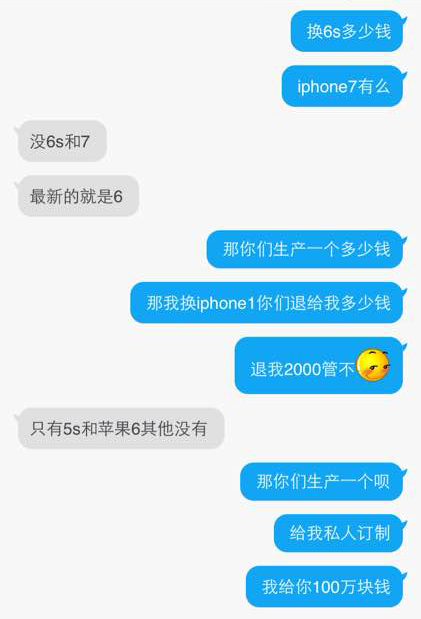 换6s多少钱
iphone7有么
没6s和7
最新的就是6
那你们生产一个多少钱
那我换iphone1你们退给我多少钱
退我2000管不
只有5s和苹果6其他没有
那你们生产一个呗
给我私人订制
我给你100万块钱